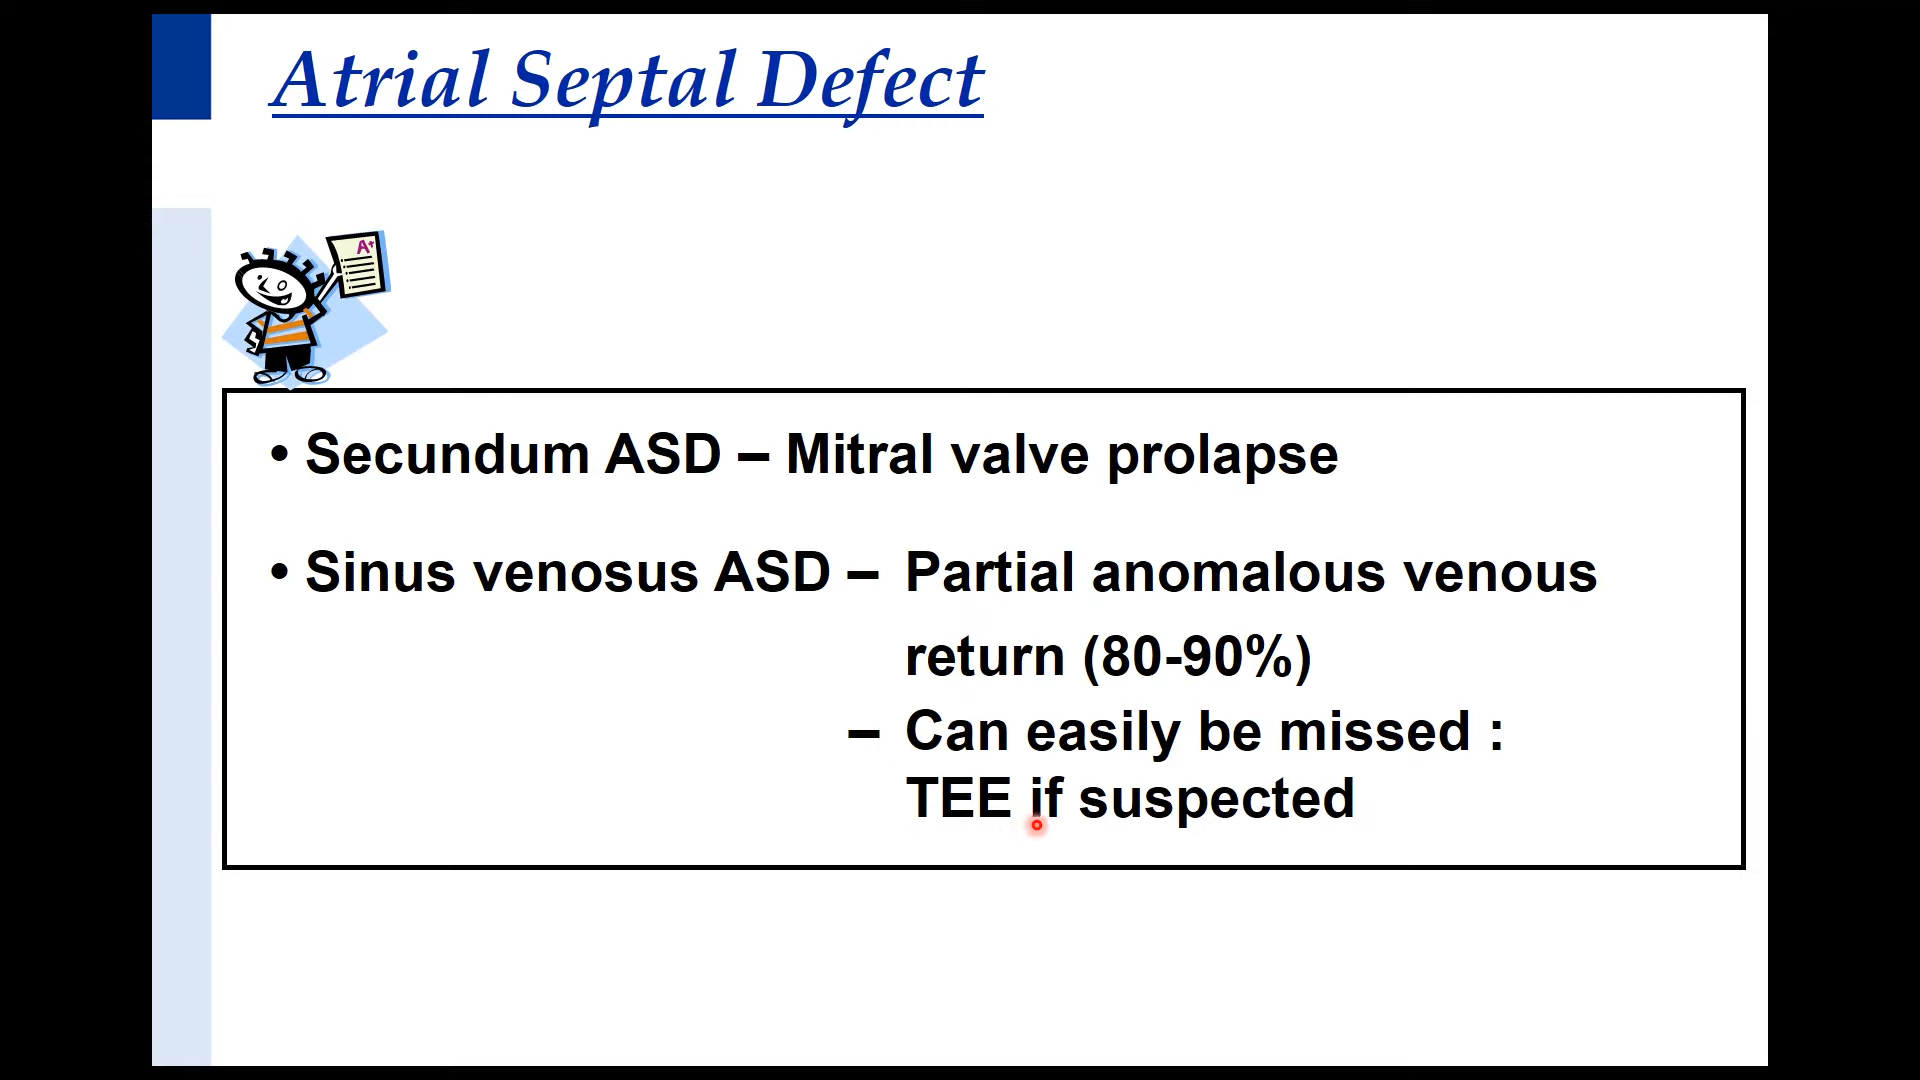 Atrial Septal Defect
A+
• Secundum ASD – Mitral valve prolapse
• Sinus venosus ASD – Partial anomalous venous
return (80-90%)
– Can easily be missed :
TEE if suspected